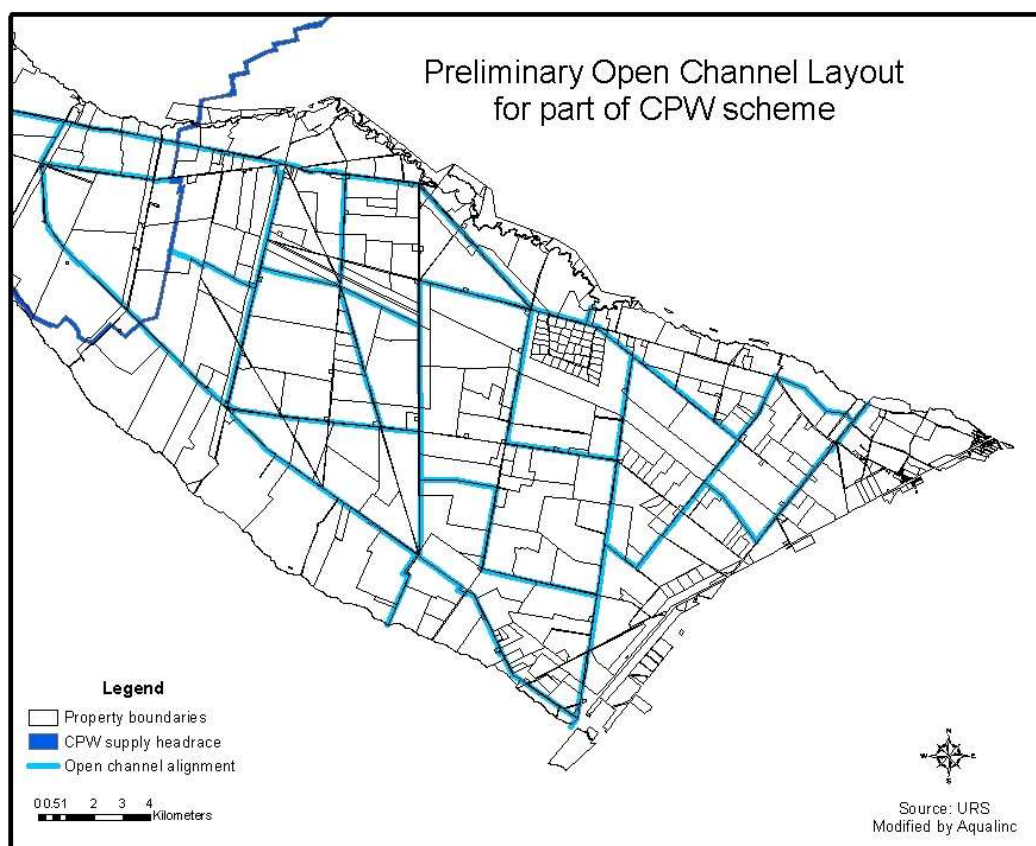 Preliminary Open Channel Layout
for part of CPW scheme
Legend
Property boundaries
CPW supply headrace
Open channel alignment
0 0.5 1 2 3 4
Kilometers
N
W E
S
Source: URS
Modified by Aqualinc